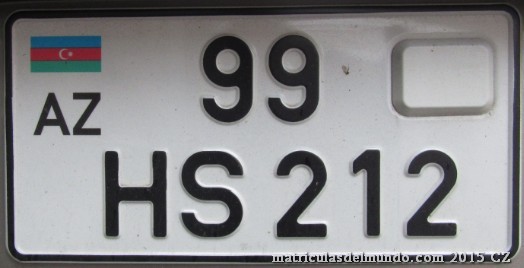 99
AZ
HS 212
matriculasdelmundo.com 2015 CZ